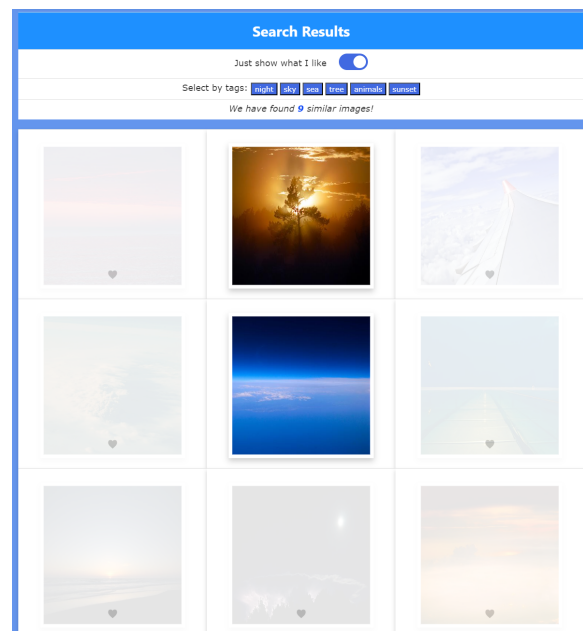 Search Results
Just show what I like
Select by tags: night sky sea tree animals sunset
We have found 9 similar images!